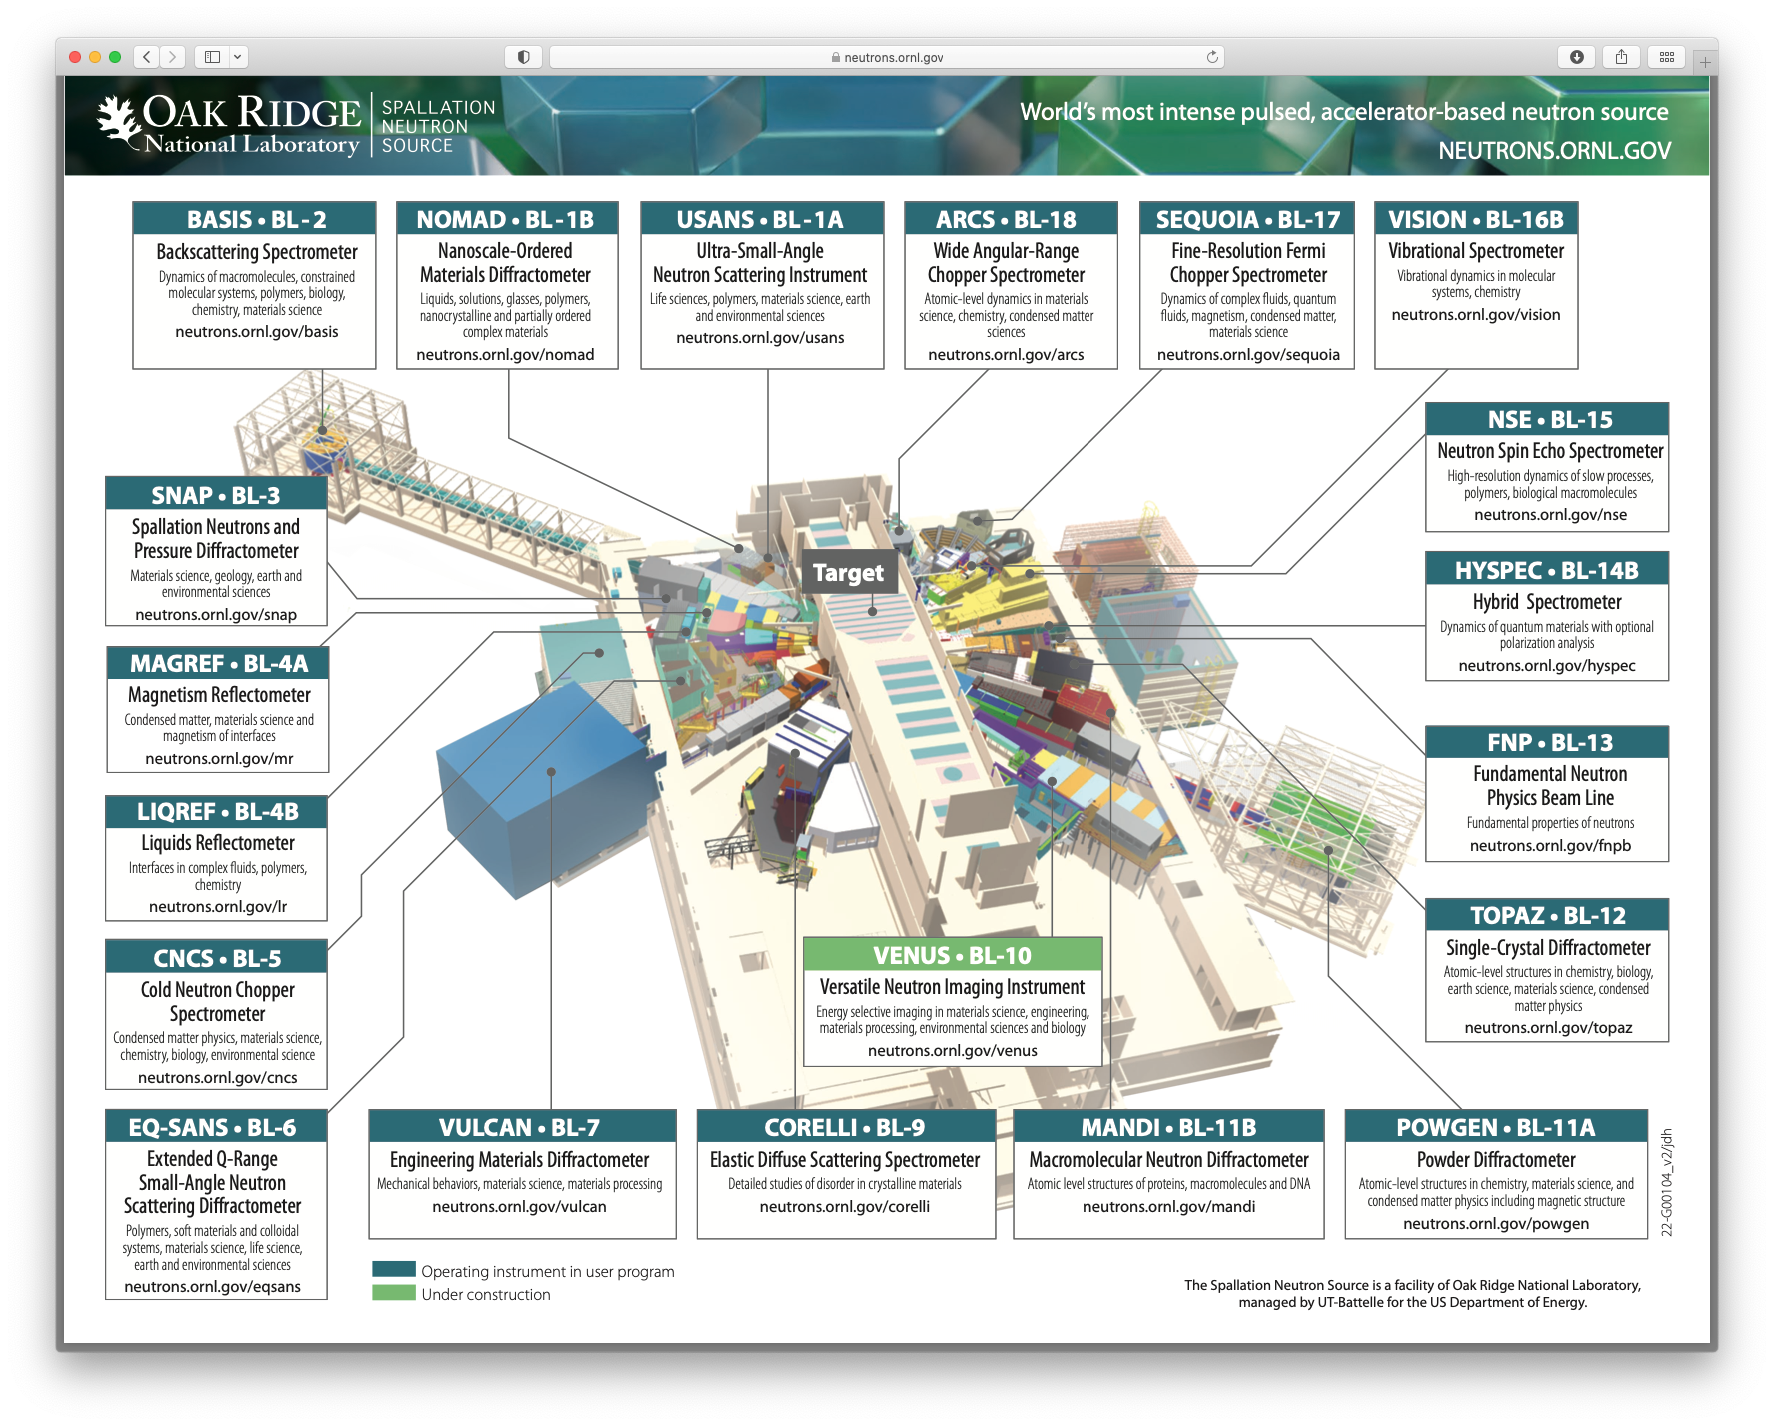 neutrons.ornl.gov
OAK RIDGE
National Laboratory
SPALLATION
NEUTRON
SOURCE
World's most intense pulsed, accelerator-based neutron source
NEUTRONS.ORNL.GOV
BASIS • BL-2
Backscattering Spectrometer
Dynamics of macromolecules, constrained
molecular systems, polymers, biology,
chemistry, materials science
neutrons.ornl.gov/basis
NOMAD • BL-1B
Nanoscale-Ordered
Materials Diffractometer
Liquids, solutions, glasses, polymers,
nanocrystalline and partially ordered
complex materials
neutrons.ornl.gov/nomad
USANS • BL-1A
Ultra-Small-Angle
Neutron Scattering Instrument
Life sciences, polymers, materials science, earth
and environmental sciences
neutrons.ornl.gov/usans
ARCS • BL-18
Wide Angular-Range
Chopper Spectrometer
Atomic-level dynamics in materials
science, chemistry, condensed matter
sciences
neutrons.ornl.gov/arcs
SEQUOIA • BL-17
Fine-Resolution Fermi
Chopper Spectrometer
Dynamics of complex fluids, quantum
fluids, magnetism, condensed matter,
materials science
neutrons.ornl.gov/sequoia
VISION • BL-16B
Vibrational Spectrometer
Vibrational dynamics in molecular
systems, chemistry
neutrons.ornl.gov/vision
NSE • BL-15
Neutron Spin Echo Spectrometer
High-resolution dynamics of slow processes,
polymers, biological macromolecules
neutrons.ornl.gov/nse
SNAP • BL-3
Spallation Neutrons and
Pressure Diffractometer
Materials science, geology, earth and
environmental sciences
neutrons.ornl.gov/snap
Target
HYSPEC • BL-14B
Hybrid Spectrometer
Dynamics of quantum materials with optional
polarization analysis
neutrons.ornl.gov/hyspec
MAGREF • BL-4A
Magnetism Reflectometer
Condensed matter, materials science and
magnetism of interfaces
neutrons.ornl.gov/mr
FNP • BL-13
Fundamental Neutron
Physics Beam Line
Fundamental properties of neutrons
neutrons.ornl.gov/fnpb
LIQREF • BL-4B
Liquids Reflectometer
Interfaces in complex fluids, polymers,
chemistry
neutrons.ornl.gov/lr
TOPAZ • BL-12
Single-Crystal Diffractometer
Atomic-level structures in chemistry, biology,
earth science, materials science, condensed
matter physics
neutrons.ornl.gov/topaz
CNCS • BL-5
Cold Neutron Chopper
Spectrometer
Condensed matter physics, materials science,
chemistry, biology, environmental science
neutrons.ornl.gov/cncs
VENUS • BL-10
Versatile Neutron Imaging Instrument
Energy selective imaging in materials science, engineering,
materials processing, environmental sciences and biology
neutrons.ornl.gov/venus
EQ-SANS • BL-6
Extended Q-Range
Small-Angle Neutron
Scattering Diffractometer
Polymers, soft materials and colloidal
systems, materials science, life science,
earth and environmental sciences
neutrons.ornl.gov/eqsans
VULCAN • BL-7
Engineering Materials Diffractometer
Mechanical behaviors, materials science, materials processing
neutrons.ornl.gov/vulcan
CORELLI • BL-9
Elastic Diffuse Scattering Spectrometer
Detailed studies of disorder in crystalline materials
neutrons.ornl.gov/corelli
MANDI • BL-11B
Macromolecular Neutron Diffractometer
Atomic level structures of proteins, macromolecules and DNA
neutrons.ornl.gov/mandi
POWGEN • BL-11A
Powder Diffractometer
Atomic-level structures in chemistry, materials science, and
condensed matter physics including magnetic structure
neutrons.ornl.gov/powgen
22-G00104_v2/jdh
Operating instrument in user program
Under construction
The Spallation Neutron Source is a facility of Oak Ridge National Laboratory,
managed by UT-Battelle for the US Department of Energy.